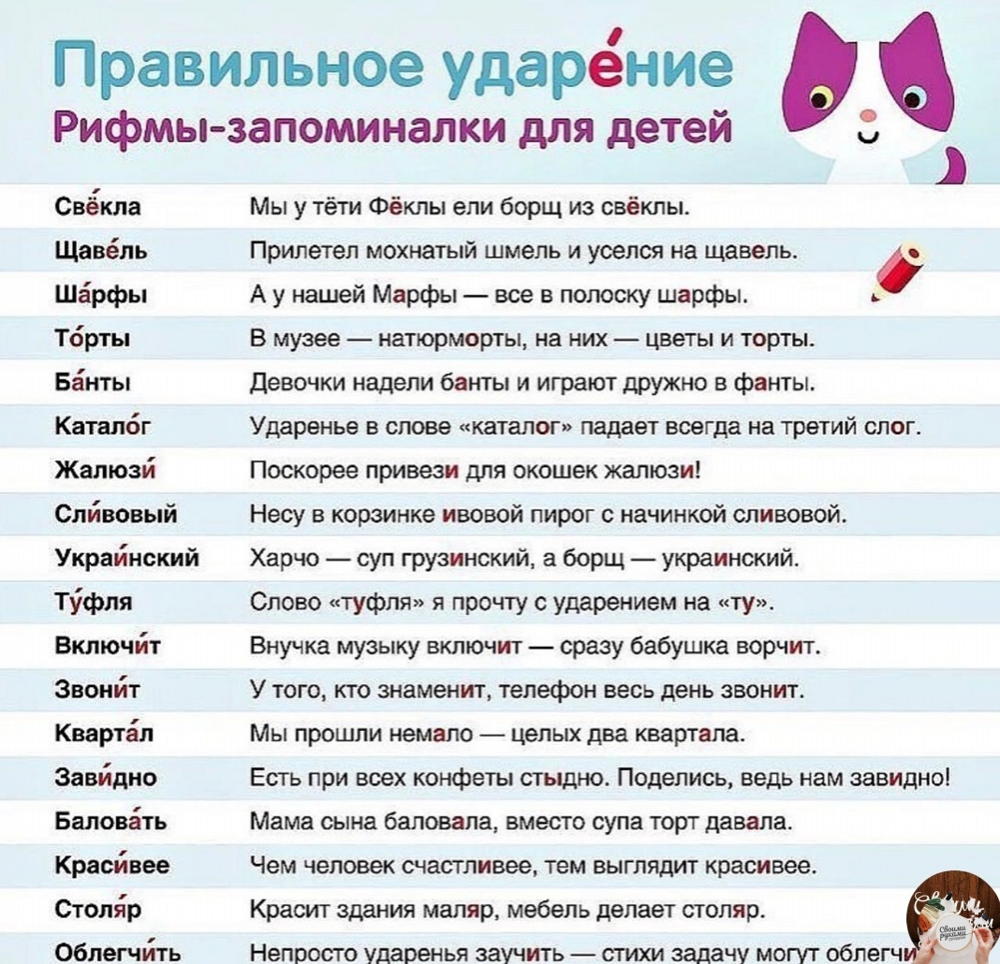 Правильное ударе́ние
Рифмы-запоминалки для детей
Свёкла Мы у тёти Фёклы ели борщ из свёклы.
Щаве́ль Прилетел мохнатый шмель и уселся на щавель.
Ша́рфы А у нашей Марфы — все в полоску шарфы.
То́рты В музее — натюрморты, на них — цветы и торты.
Ба́нты Девочки надели банты и играют дружно в фанты.
Катало́г Ударенье в слове «каталог» падает всегда на третий слог.
Жалюзи́ Поскорее привези для окошек жалюзи!
Сли́вовый Несу в корзинке ивовой пирог с начинкой сливовой.
Украи́нский Харчо — суп грузинский, а борщ — украинский.
Ту́фля Слово «туфля» я прочту с ударением на «ту».
Включи́т Внучка музыку включит — сразу бабушка ворчит.
Звони́т У того, кто знаменит, телефон весь день звонит.
Кварта́л Мы прошли немало — целых два квартала.
Зави́дно Есть при всех конфеты стыдно. Поделись, ведь нам завидно!
Балова́ть Мама сына баловала, вместо супа торт давала.
Краси́вее Чем человек счастливее, тем выглядит красивее.
Столя́р Красит здания маляр, мебель делает столяр.
Облегчи́ть Непросто ударенья заучить — стихи задачу могут облегчи
Своими
руками